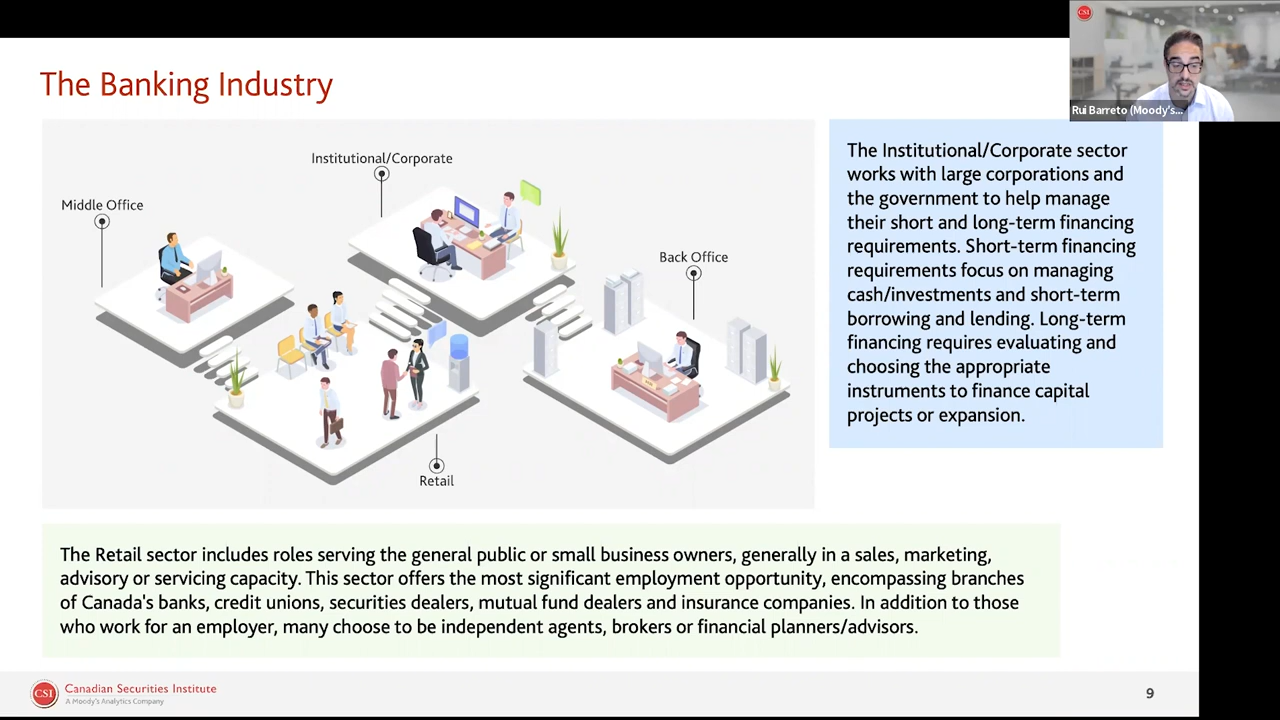 CSI
Rui Barreto (Moody's...
The Banking Industry
Institutional/Corporate
Middle Office
Back Office
Retail
The Institutional/Corporate sector
works with large corporations and
the government to help manage
their short and long-term financing
requirements. Short-term financing
requirements focus on managing
cash/investments and short-term
borrowing and lending. Long-term
financing requires evaluating and
choosing the appropriate
instruments to finance capital
projects or expansion.
The Retail sector includes roles serving the general public or small business owners, generally in a sales, marketing,
advisory or servicing capacity. This sector offers the most significant employment opportunity, encompassing branches
of Canada's banks, credit unions, securities dealers, mutual fund dealers and insurance companies. In addition to those
who work for an employer, many choose to be independent agents, brokers or financial planners/advisors.
CSI
Canadian Securities Institute
A Moody's Analytics Company
9